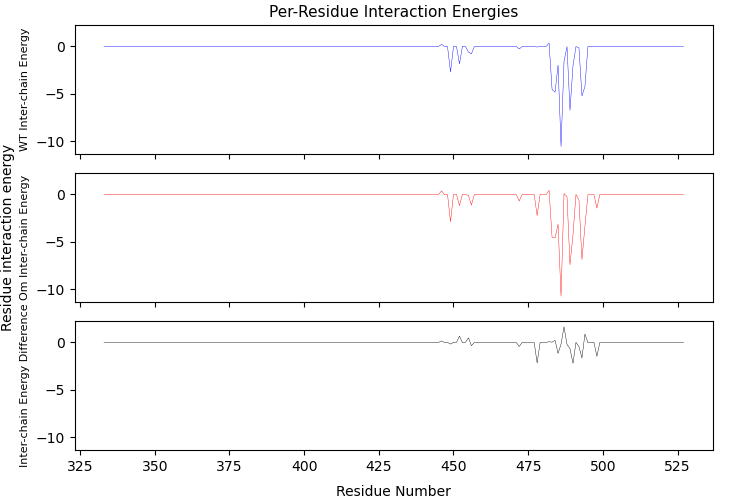 Per-Residue Interaction Energies
Residue interaction energy
WT Inter-chain Energy
0
−5
−10
Om Inter-chain Energy
0
−5
−10
Inter-chain Energy Difference
0
−5
−10
325 350 375 400 425 450 475 500 525
Residue Number